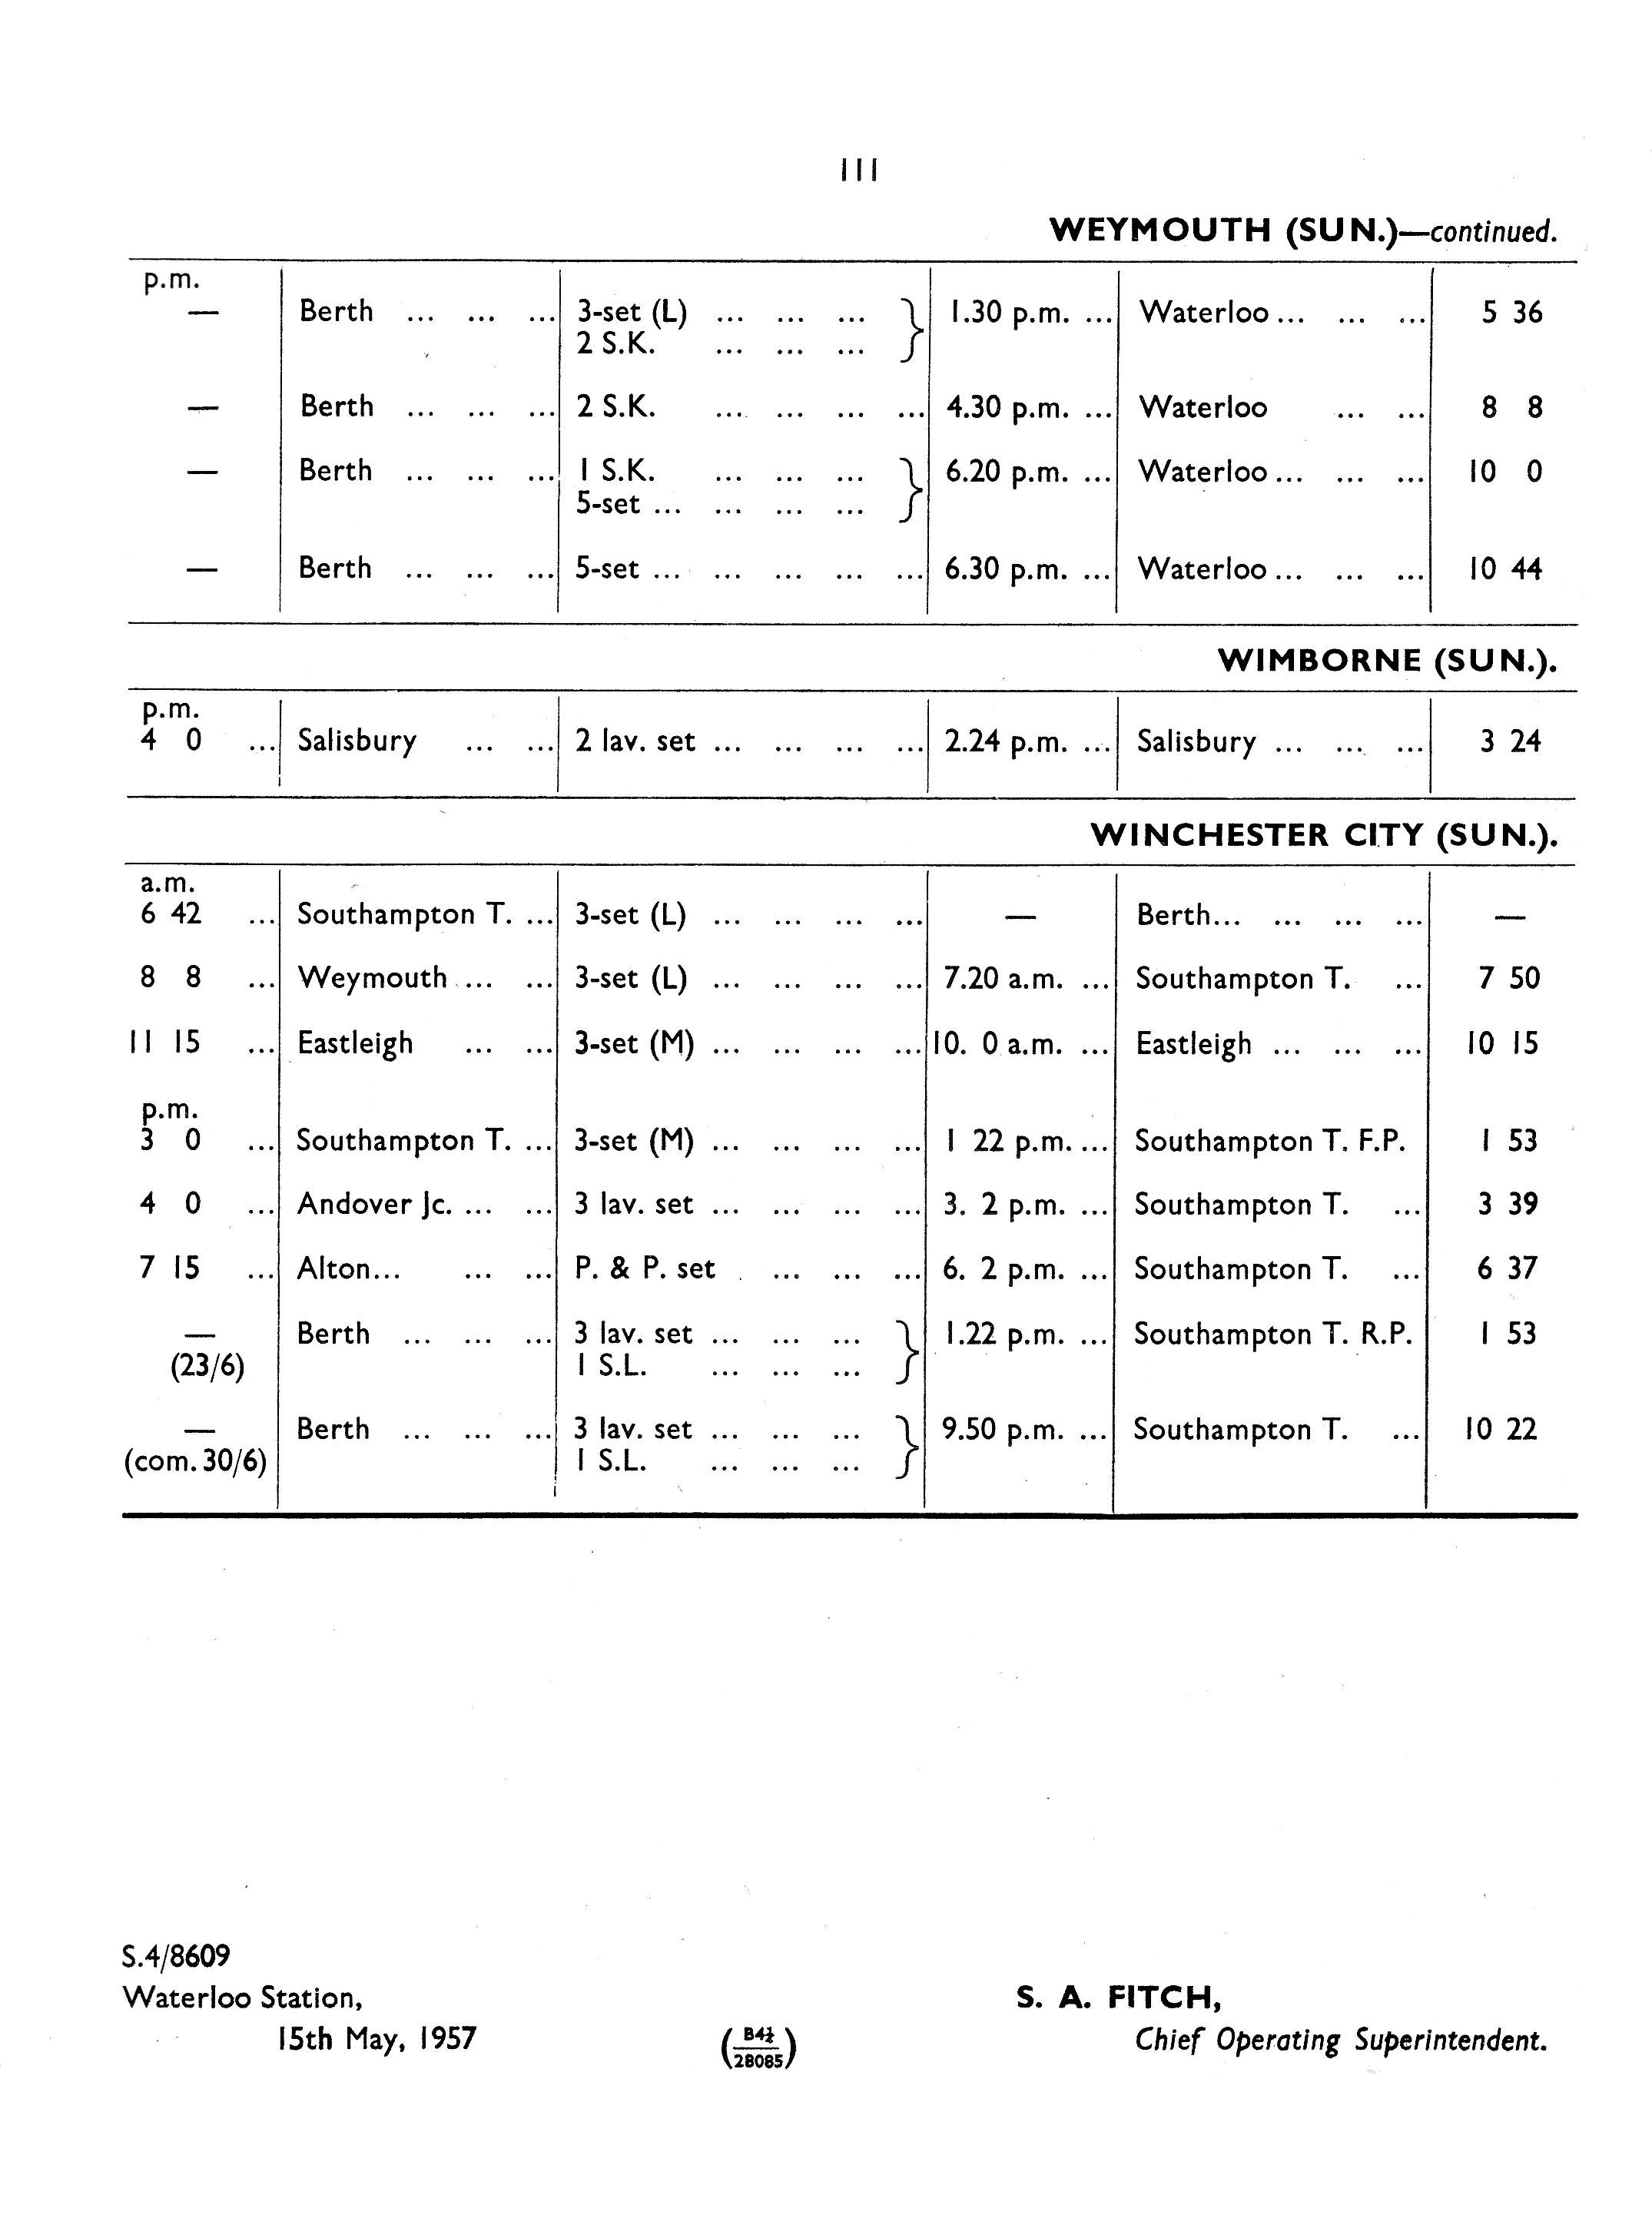 111
WEYMOUTH (SUN.)—continued.
p.m.
— Berth ... ... ... 3-set (L) ... ... ... } 1.30 p.m. ... Waterloo ... ... ... 5 36
2 S.K. ... ... ...
— Berth ... ... ... 2 S.K. ... ... ... ... 4.30 p.m. ... Waterloo ... ... 8 8
— Berth ... ... ... 1 S.K. ... ... ... } 6.20 p.m. ... Waterloo ... ... ... 10 0
5-set ... ... ... ...
— Berth ... ... ... 5-set ... ... ... ... ... 6.30 p.m. ... Waterloo ... ... ... 10 44
WIMBORNE (SUN.).
p.m.
4 0 ... Salisbury ... ... 2 lav. set ... ... ... ... 2.24 p.m. ... Salisbury ... ... ... 3 24
WINCHESTER CITY (SUN.).
a.m.
6 42 ... Southampton T. ... 3-set (L) ... ... ... ... — Berth... ... ... ... —
8 8 ... Weymouth ... ... 3-set (L) ... ... ... ... 7.20 a.m. ... Southampton T. ... 7 50
11 15 ... Eastleigh ... ... 3-set (M) ... ... ... ... 10. 0 a.m. ... Eastleigh ... ... ... 10 15
p.m.
3 0 ... Southampton T. ... 3-set (M) ... ... ... ... 1 22 p.m. ... Southampton T. F.P. 1 53
4 0 ... Andover Jc. ... ... 3 lav. set ... ... ... ... 3. 2 p.m. ... Southampton T. ... 3 39
7 15 ... Alton... ... ... P. & P. set ... ... ... 6. 2 p.m. ... Southampton T. ... 6 37
— Berth ... ... ... 3 lav. set ... ... ... } 1.22 p.m. ... Southampton T. R.P. 1 53
(23/6) 1 S.L. ... ... ...
— Berth ... ... ... 3 lav. set ... ... ... } 9.50 p.m. ... Southampton T. ... 10 22
(com. 30/6) 1 S.L. ... ... ...
S.4/8609
Waterloo Station, S. A. FITCH,
15th May, 1957 (B4½/28085) Chief Operating Superintendent.